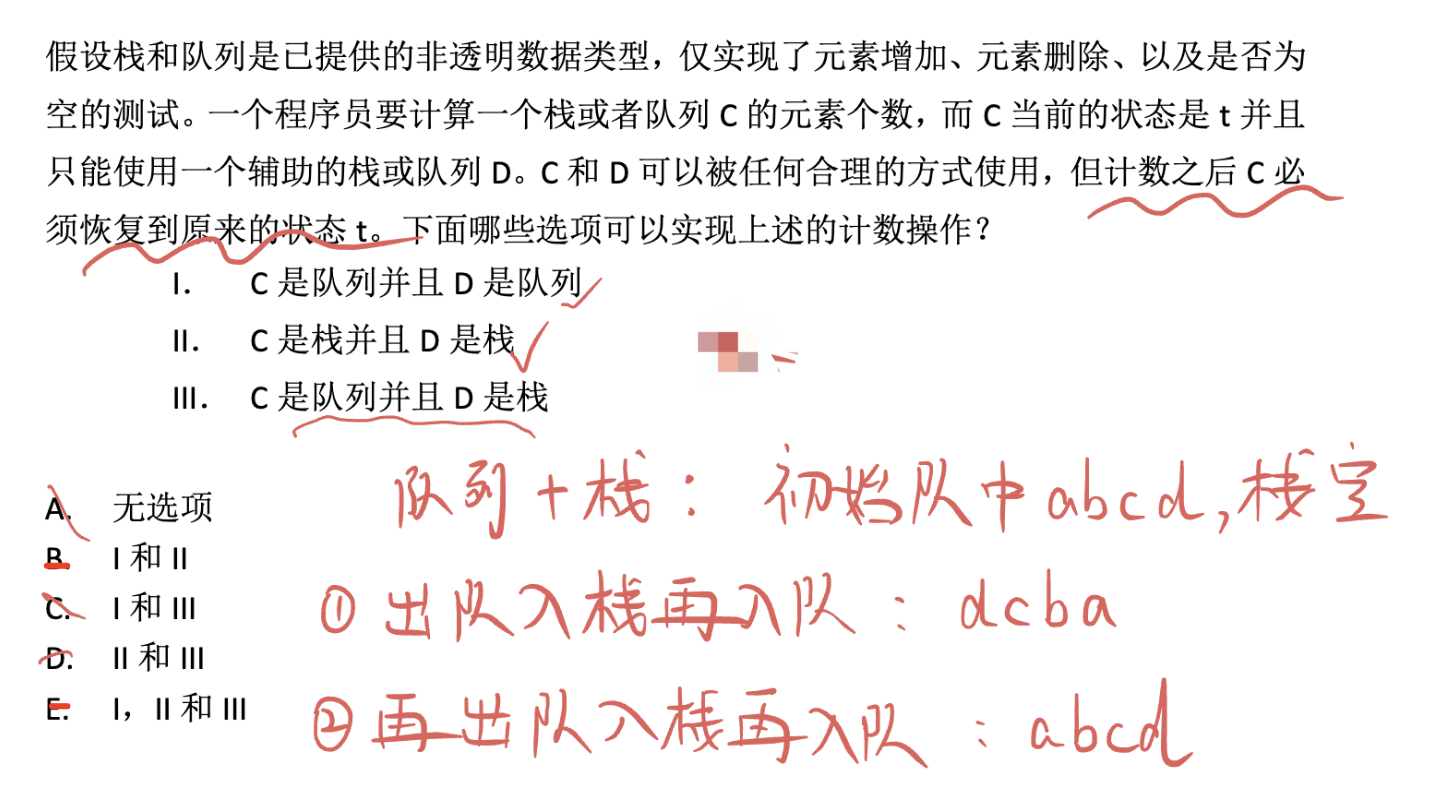 假设栈和队列是已提供的非透明数据类型，仅实现了元素增加、元素删除、以及是否为
空的测试。一个程序员要计算一个栈或者队列 C 的元素个数，而 C 当前的状态是 t 并且
只能使用一个辅助的栈或队列 D。C 和 D 可以被任何合理的方式使用，但计数之后 C 必
须恢复到原来的状态 t。下面哪些选项可以实现上述的计数操作？
I. C 是队列并且 D 是队列
II. C 是栈并且 D 是栈
III. C 是队列并且 D 是栈
队列+栈：初始队中abcd,栈空
A. 无选项
B. I 和 II
C. I 和 III
①出队入栈再入队：dcba
D. II 和 III
E. I，II 和 III
②再出队入栈再入队：abcd